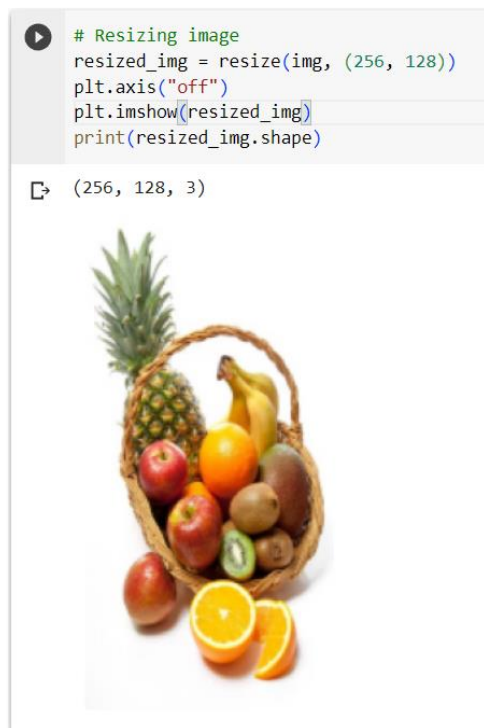 # Resizing image
resized_img = resize(img, (256, 128))
plt.axis("off")
plt.imshow(resized_img)
print(resized_img.shape)
(256, 128, 3)